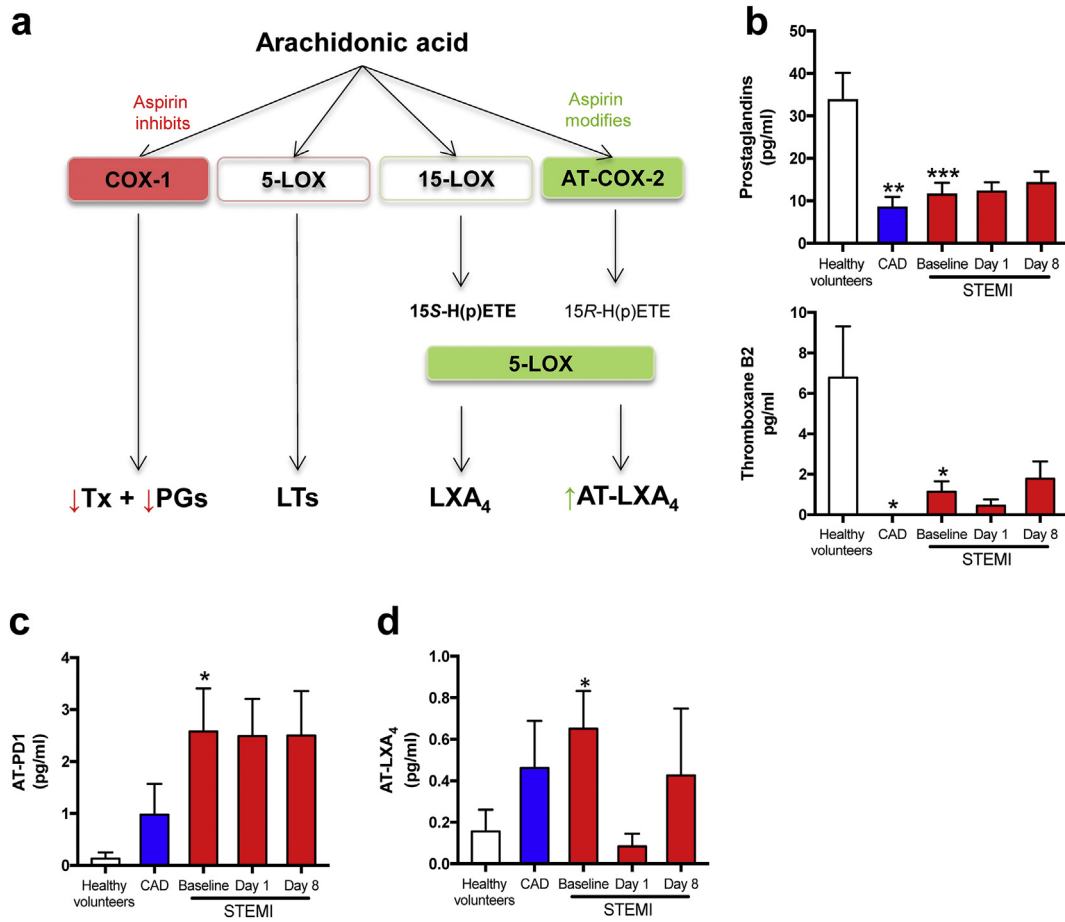 a
Arachidonic acid
Aspirin
inhibits
Aspirin
modifies
COX-1
5-LOX
15-LOX
AT-COX-2
15S-H(p)ETE
15R-H(p)ETE
5-LOX
↓Tx + ↓PGs
LTs
LXA₄
↑AT-LXA₄
b
Prostaglandins
(pg/ml)
50
40
30
20
10
0
**
***
Healthy
volunteers
CAD
Baseline
Day 1
Day 8
STEMI
Thromboxane B2
pg/ml
10
8
6
4
2
0
*
*
Healthy
volunteers
CAD
Baseline
Day 1
Day 8
STEMI
c
AT-PD1
(pg/ml)
4
3
2
1
0
*
Healthy
volunteers
CAD
Baseline
Day 1
Day 8
STEMI
d
AT-LXA₄
(pg/ml)
1.0
0.8
0.6
0.4
0.2
0.0
*
Healthy
volunteers
CAD
Baseline
Day 1
Day 8
STEMI